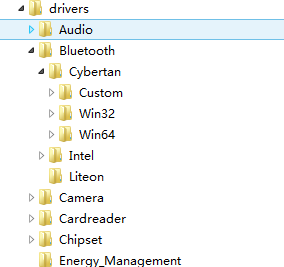 drivers
Audio
Bluetooth
Cybertan
Custom
Win32
Win64
Intel
Liteon
Camera
Cardreader
Chipset
Energy_Management